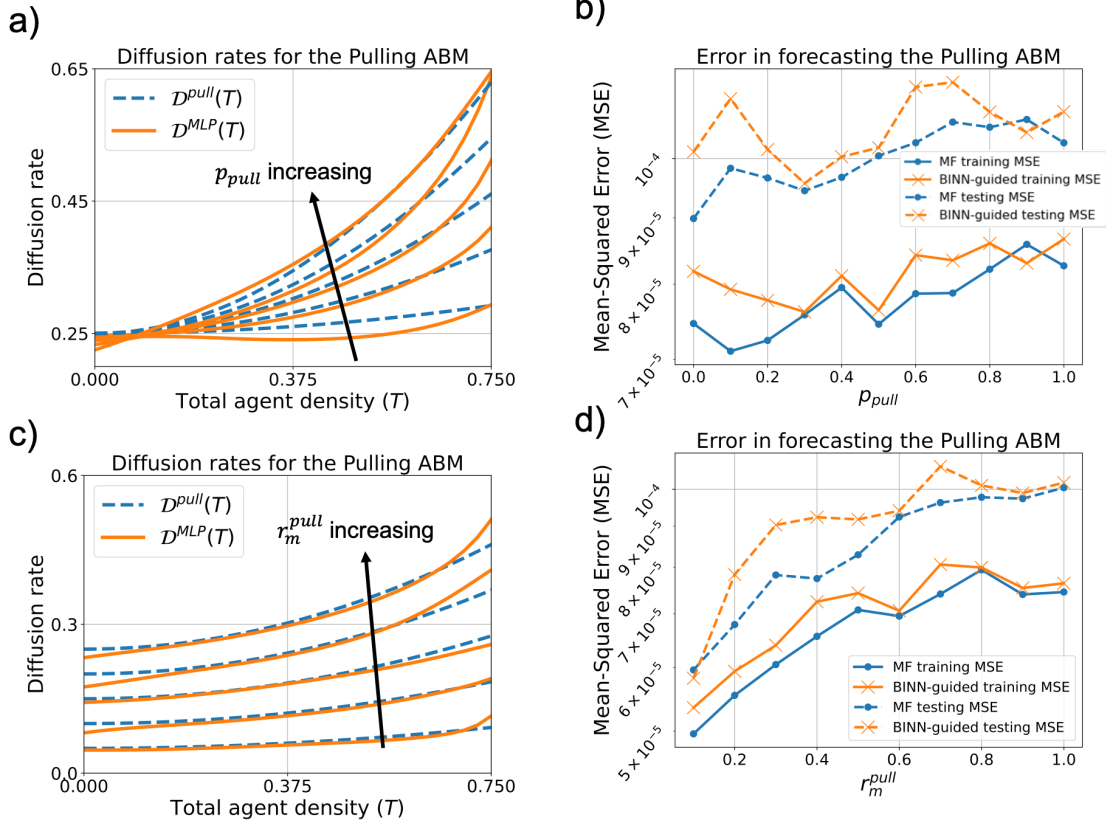 a)
Diffusion rates for the Pulling ABM
0.65
0.45
0.25
0.000
0.375
0.750
Diffusion rate
Total agent density (T)
𝒟^pull(T)
𝒟^MLP(T)
p_pull increasing
b)
Error in forecasting the Pulling ABM
Mean-Squared Error (MSE)
10^-4
9 × 10^-5
8 × 10^-5
7 × 10^-5
0.0
0.2
0.4
0.6
0.8
1.0
p_pull
MF training MSE
BINN-guided training MSE
MF testing MSE
BINN-guided testing MSE
c)
Diffusion rates for the Pulling ABM
0.6
0.3
0.0
0.000
0.375
0.750
Diffusion rate
Total agent density (T)
𝒟^pull(T)
𝒟^MLP(T)
r_m^pull increasing
d)
Error in forecasting the Pulling ABM
Mean-Squared Error (MSE)
10^-4
9 × 10^-5
8 × 10^-5
7 × 10^-5
6 × 10^-5
5 × 10^-5
0.2
0.4
0.6
0.8
1.0
r_m^pull
MF training MSE
BINN-guided training MSE
MF testing MSE
BINN-guided testing MSE